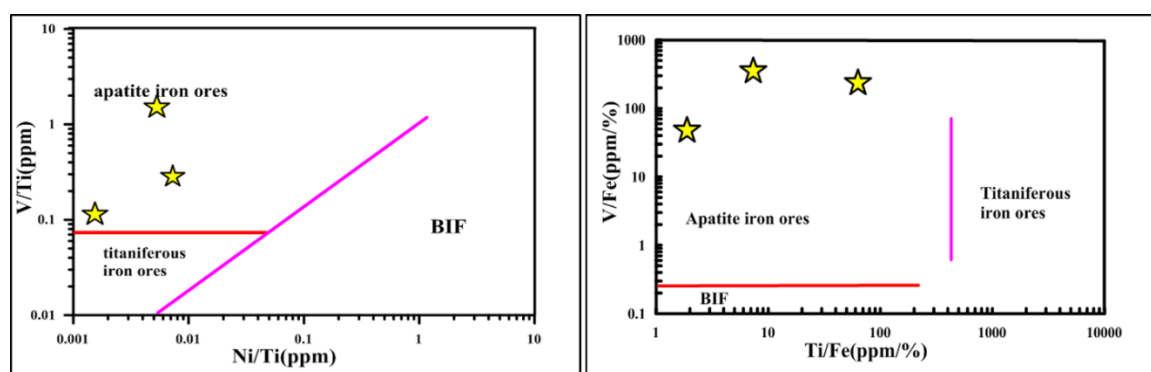 10
apatite iron ores
1
V/Ti(ppm)
0.1
BIF
titaniferous
iron ores
0.01
0.001
0.01
0.1
1
10
Ni/Ti(ppm)
1000
100
V/Fe(ppm/%)
10
Titaniferous
iron ores
Apatite iron ores
1
BIF
0.1
1
10
100
1000
10000
Ti/Fe(ppm/%)